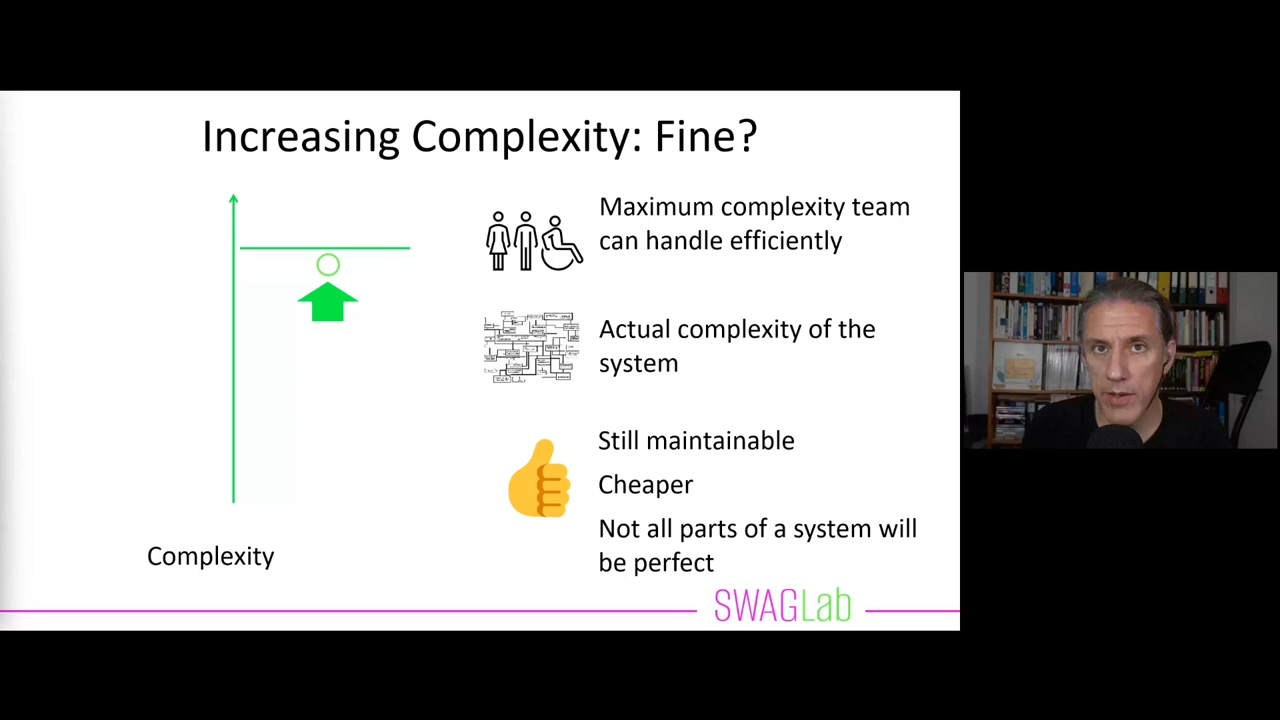 Increasing Complexity: Fine?
Maximum complexity team
can handle efficiently
Actual complexity of the
system
Still maintainable
Cheaper
Not all parts of a system will
be perfect
Complexity
SWAGLab